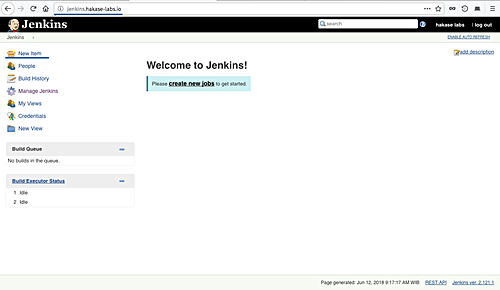 jenkins.hakase-labs.io
Jenkins
search
hakase labs
log out
Jenkins
ENABLE AUTO REFRESH
New Item
People
Build History
Manage Jenkins
My Views
Credentials
New View
add description
Welcome to Jenkins!
Please create new jobs to get started.
Build Queue
No builds in the queue.
Build Executor Status
1 Idle
2 Idle
Page generated: Jun 12, 2018 9:17:17 AM WIB REST API Jenkins ver. 2.121.1